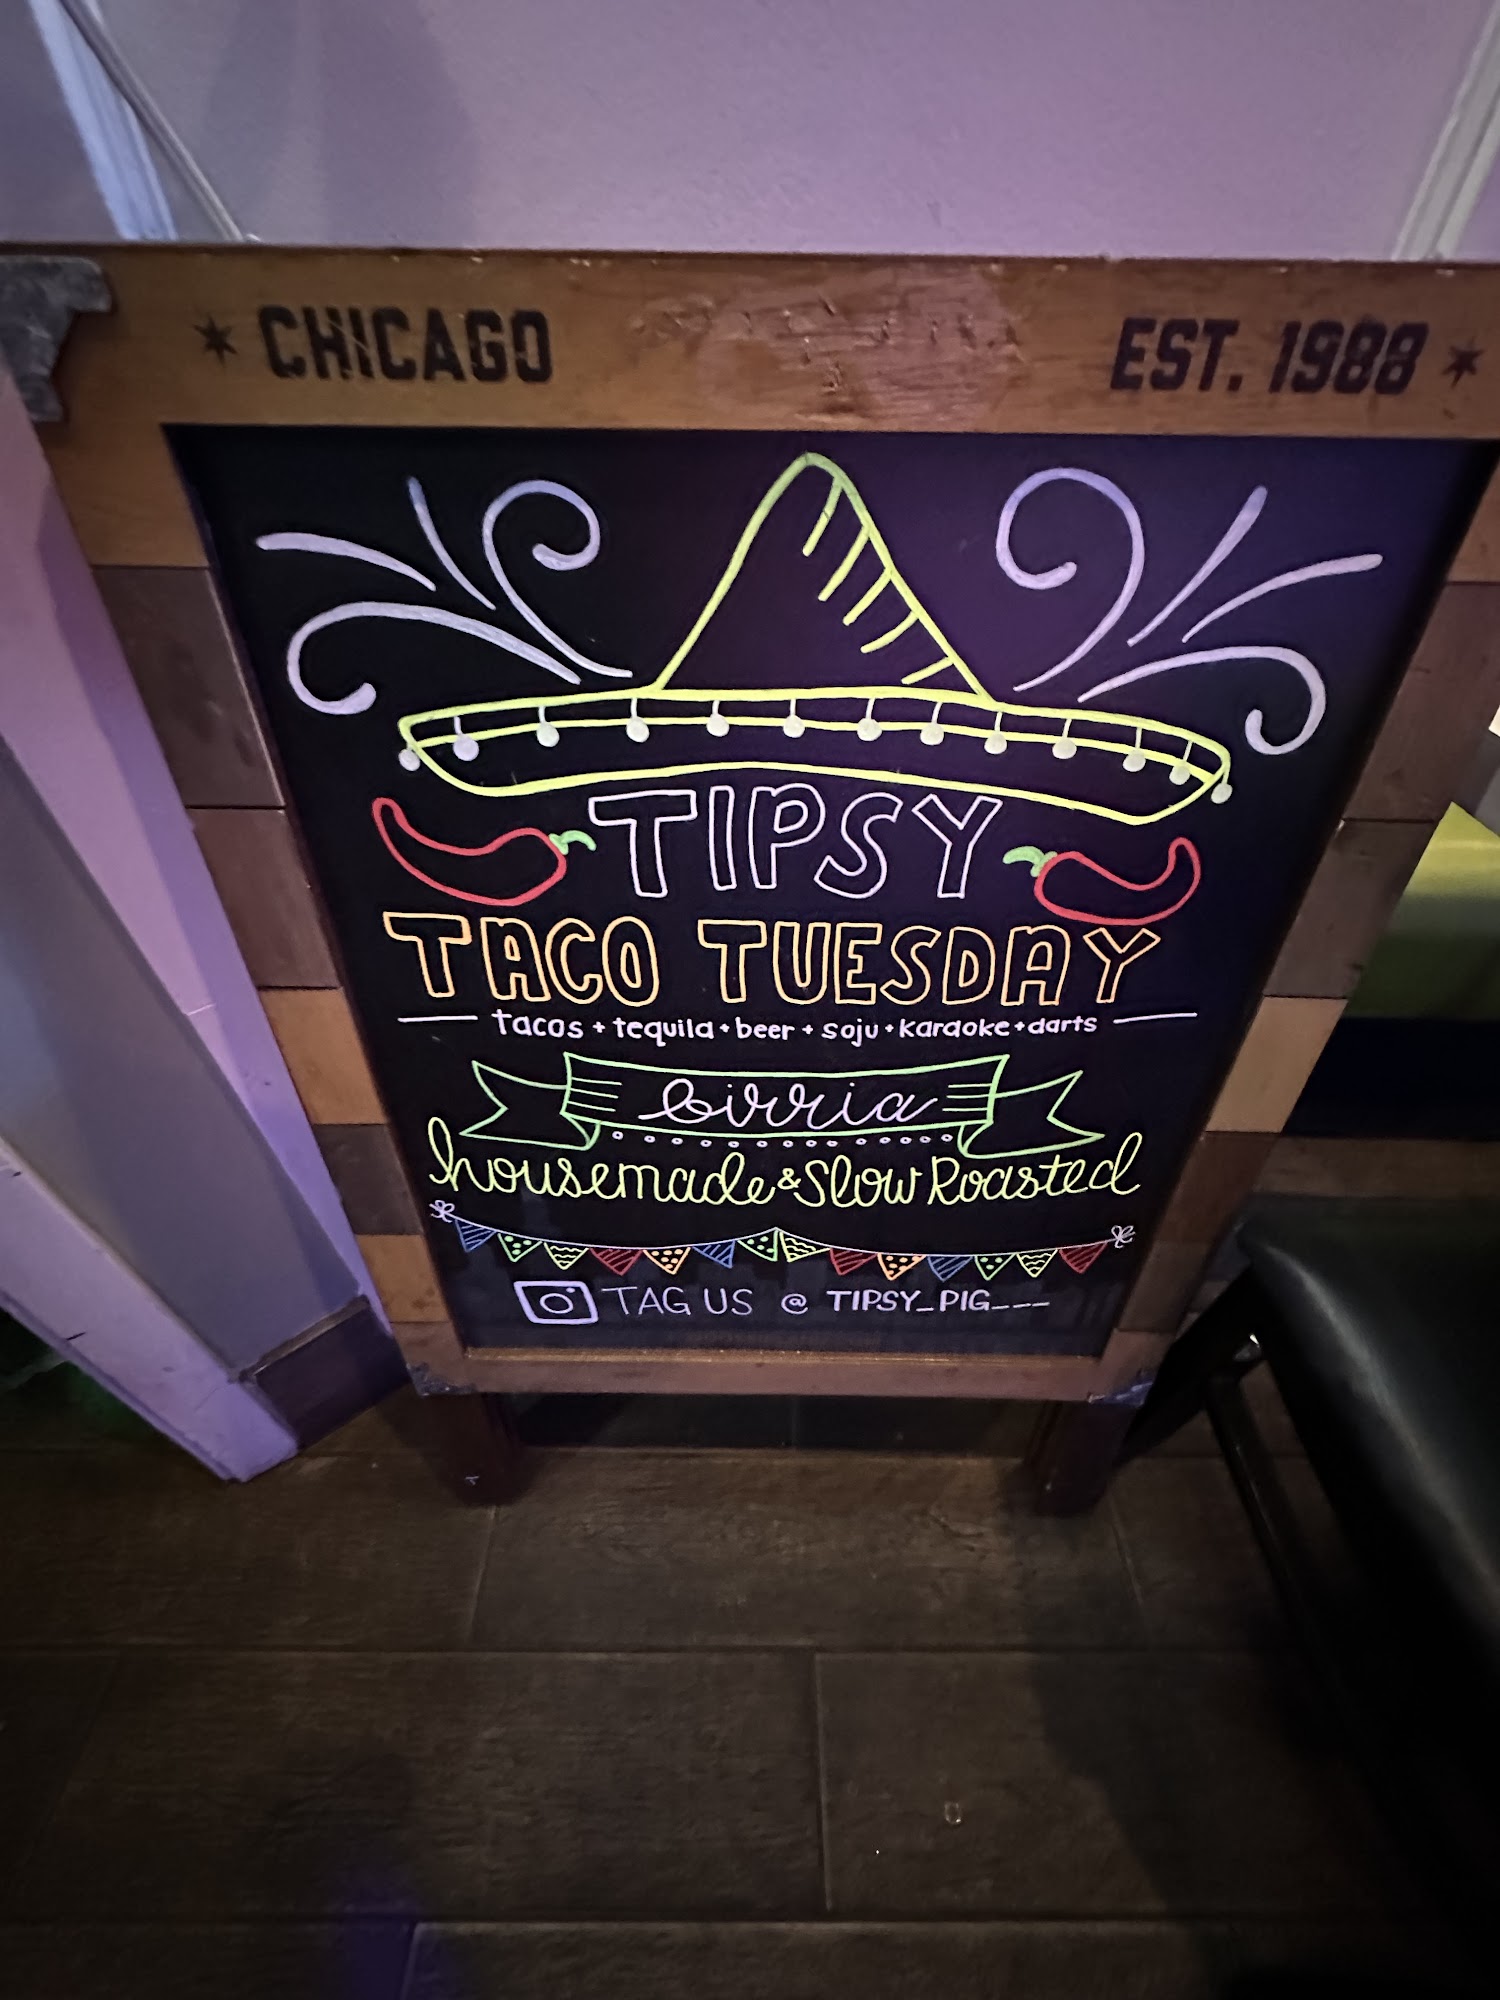 CHICAGO EST. 1988
TIPSY
TACO TUESDAY
tacos + tequila + beer + soju + karaoke + darts
birria
housemade & Slow Roasted
TAG US @ TIPSY_PIG___